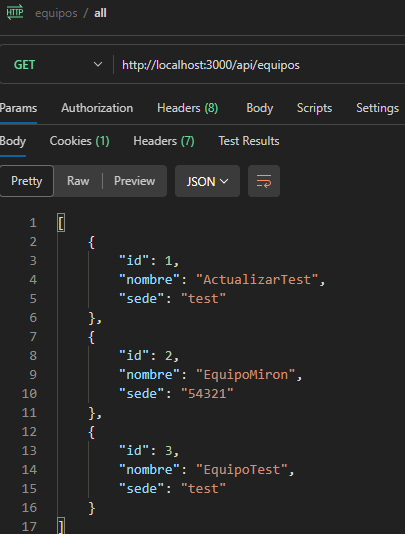 HTTP equipos / all
GET http://localhost:3000/api/equipos
Params Authorization Headers (8) Body Scripts Settings
Body Cookies (1) Headers (7) Test Results
Pretty Raw Preview JSON
1 [
2 {
3 "id": 1,
4 "nombre": "ActualizarTest",
5 "sede": "test"
6 },
7 {
8 "id": 2,
9 "nombre": "EquipoMiron",
10 "sede": "54321"
11 },
12 {
13 "id": 3,
14 "nombre": "EquipoTest",
15 "sede": "test"
16 }
17 ]